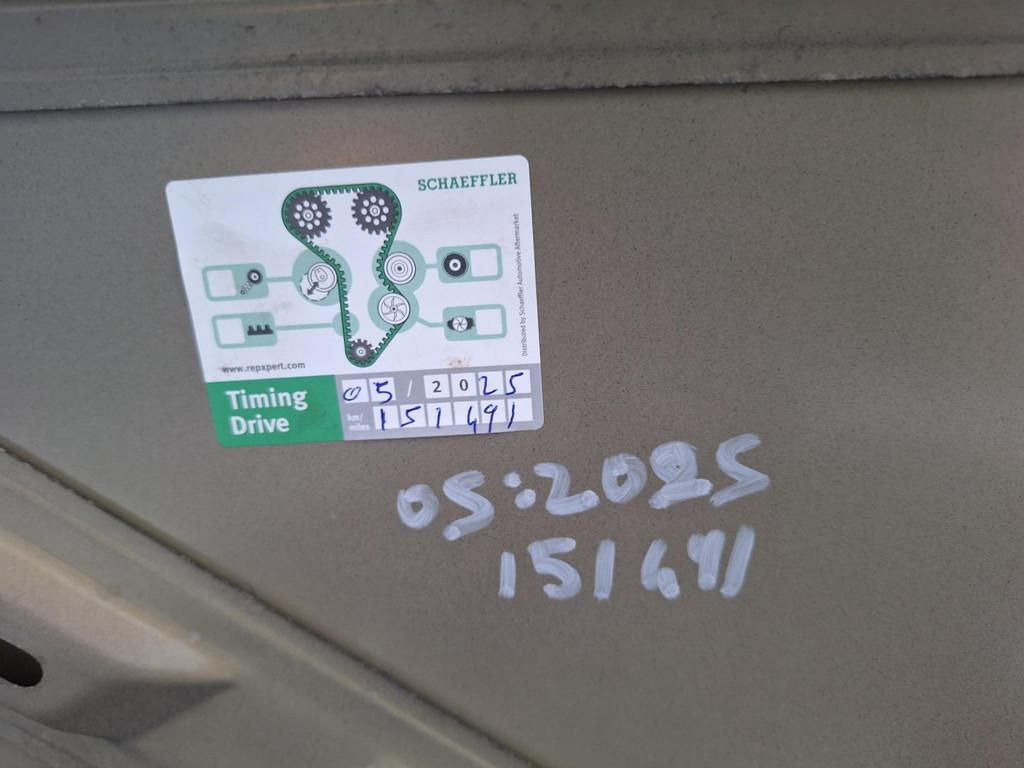 SCHAEFFLER
Distributed by Schaeffler Automotive Aftermarket
www.repxpert.com
Timing
Drive
05/2025
km/
miles
151491
05:2025
151491